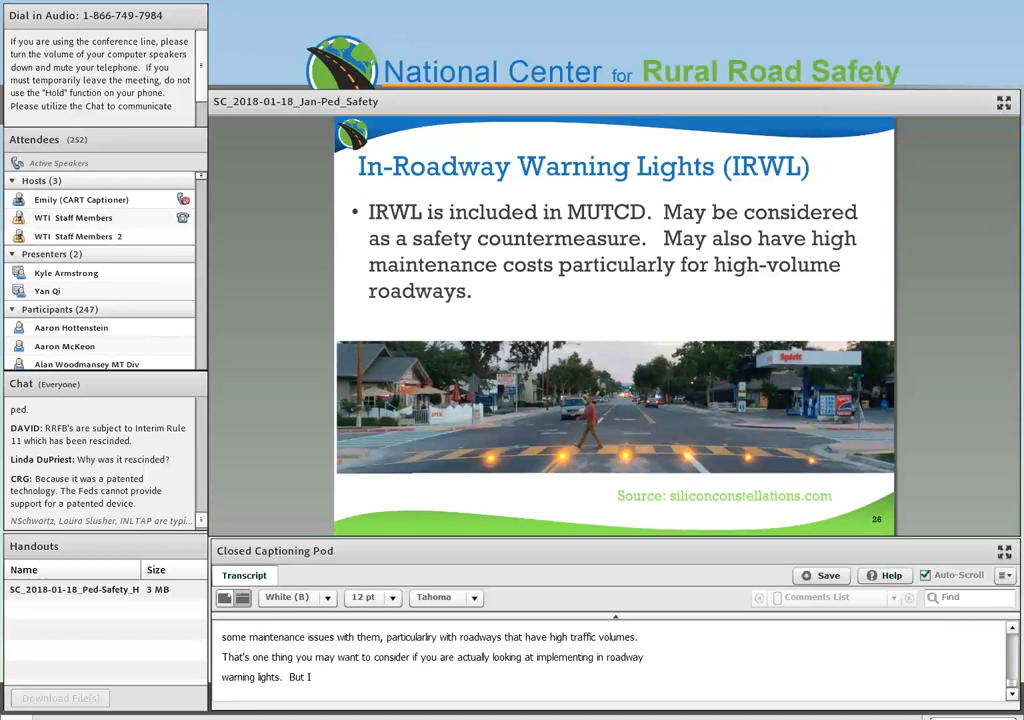 Dial in Audio: 1-866-749-7984
If you are using the conference line, please
turn the volume of your computer speakers
down and mute your telephone. If you
must temporarily leave the meeting, do not
use the "Hold" function on your phone.
Please utilize the Chat to communicate
Attendees (252)
Active Speakers
Hosts (3)
Emily (CART Captioner)
WTI Staff Members
WTI Staff Members 2
Presenters (2)
Kyle Armstrong
Yan Qi
Participants (247)
Aaron Hottenstein
Aaron McKeon
Alan Woodmansey MT Div
Chat (Everyone)
ped.
DAVID: RRFB's are subject to Interim Rule
11 which has been rescinded.
Linda DuPriest: Why was it rescinded?
CRG: Because it was a patented
technology. The Feds cannot provide
support for a patented device.
NSchwartz, Laura Slusher, INLTAP are typi...
Handouts
Name Size
SC_2018-01-18_Ped-Safety_H 3 MB
Download File(s)
National Center for Rural Road Safety
SC_2018-01-18_Jan-Ped_Safety
In-Roadway Warning Lights (IRWL)
• IRWL is included in MUTCD. May be considered
as a safety countermeasure. May also have high
maintenance costs particularly for high-volume
roadways.
Source: siliconconstellations.com
26
Closed Captioning Pod
Transcript
Save
Help
Auto-Scroll
White (B)
12 pt
Tahoma
Comments List
Find
some maintenance issues with them, particularliry with roadways that have high traffic volumes.
That's one thing you may want to consider if you are actually looking at implementing in roadway
warning lights. But I